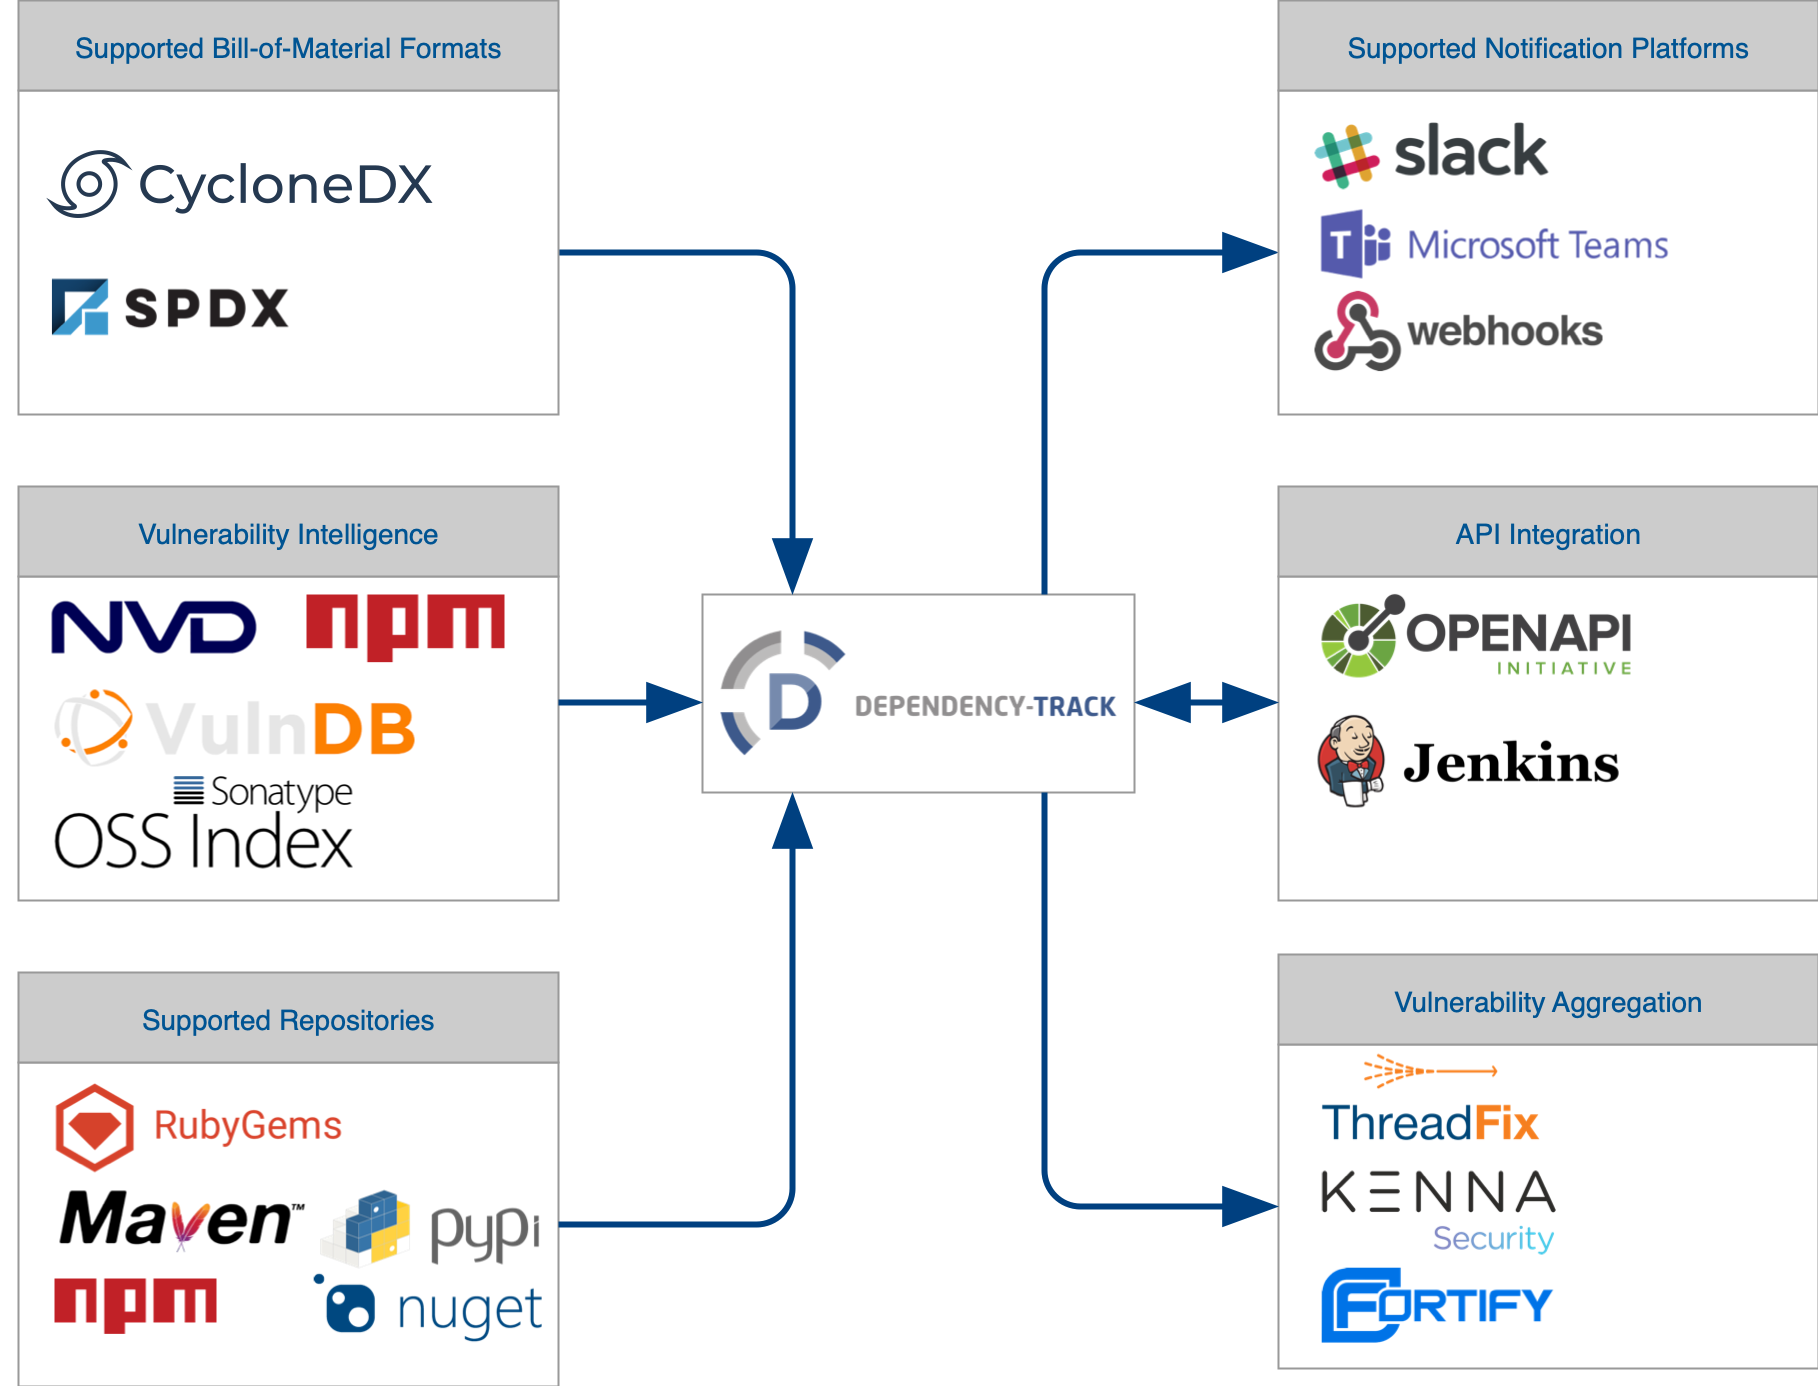 Supported Bill-of-Material Formats
CycloneDX
SPDX
Vulnerability Intelligence
NVD npm
VulnDB
Sonatype
OSS Index
Supported Repositories
RubyGems
Maven™ pypi
npm nuget
D DEPENDENCY-TRACK
Supported Notification Platforms
slack
T Microsoft Teams
webhooks
API Integration
OPENAPI
INITIATIVE
Jenkins
Vulnerability Aggregation
ThreadFix
KENNA
Security
FORTIFY